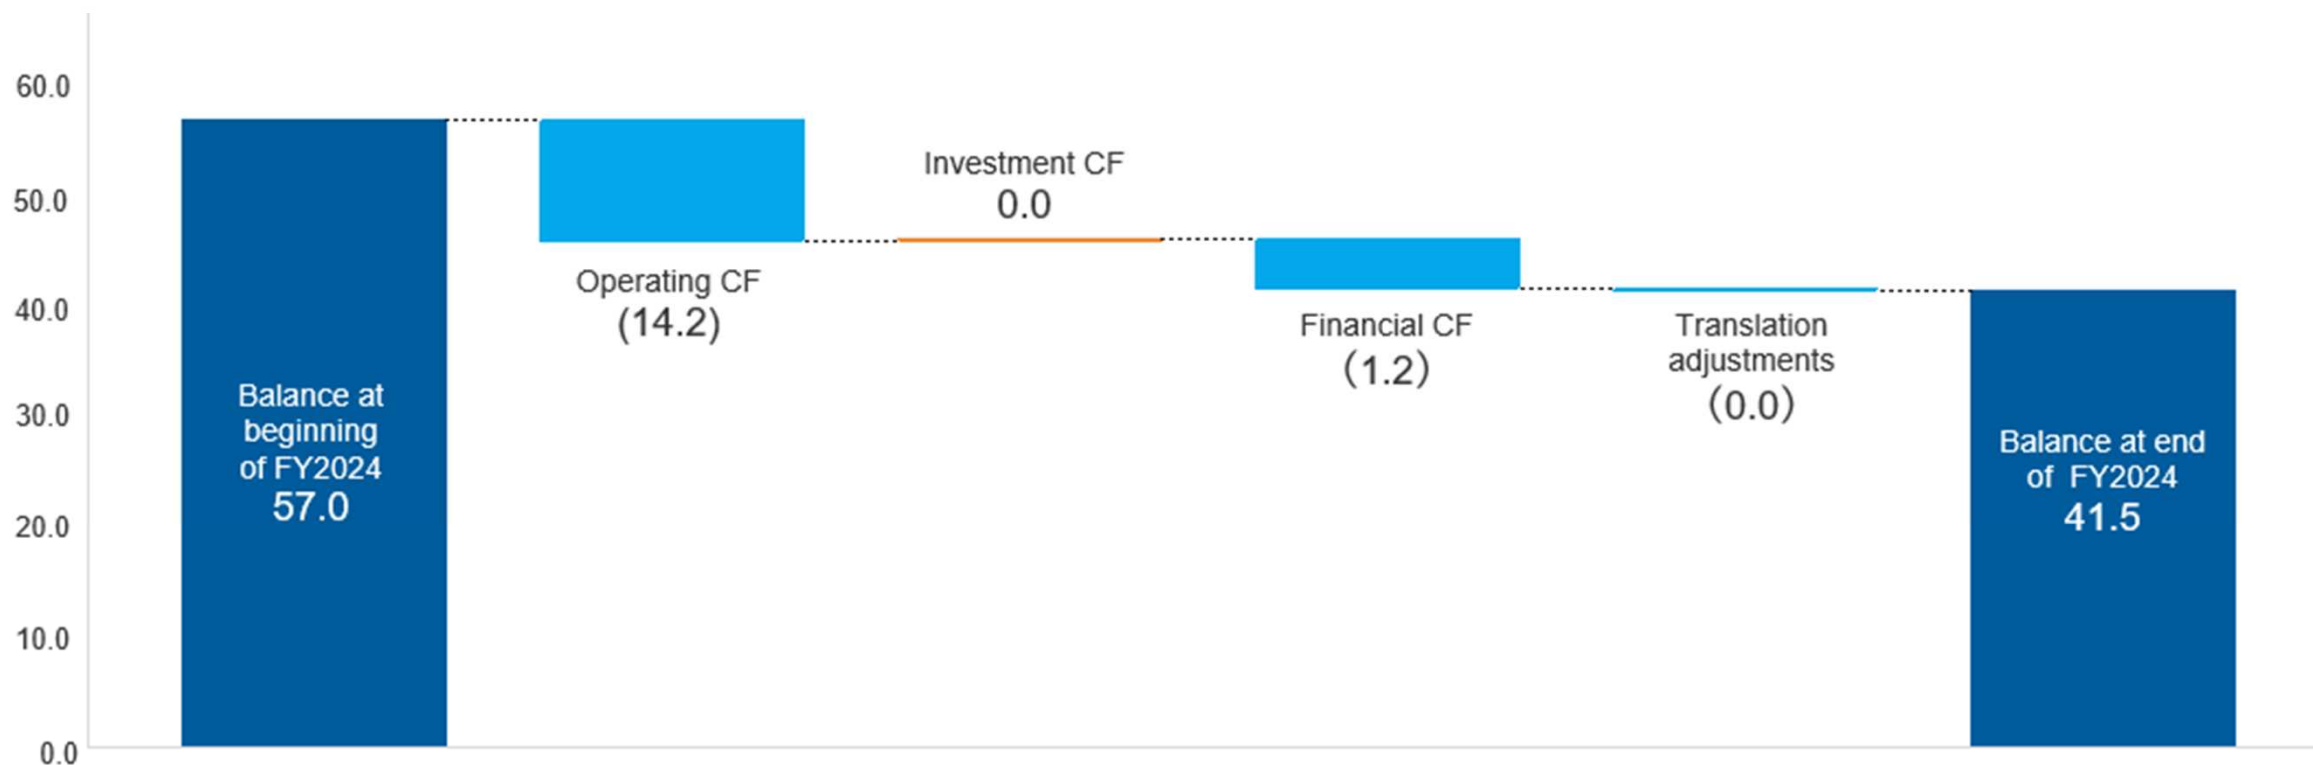 60.0
50.0
40.0
30.0
20.0
10.0
0.0
Balance at
beginning
of FY2024
57.0
Operating CF
(14.2)
Investment CF
0.0
Financial CF
(1.2)
Translation
adjustments
(0.0)
Balance at end
of  FY2024
41.5